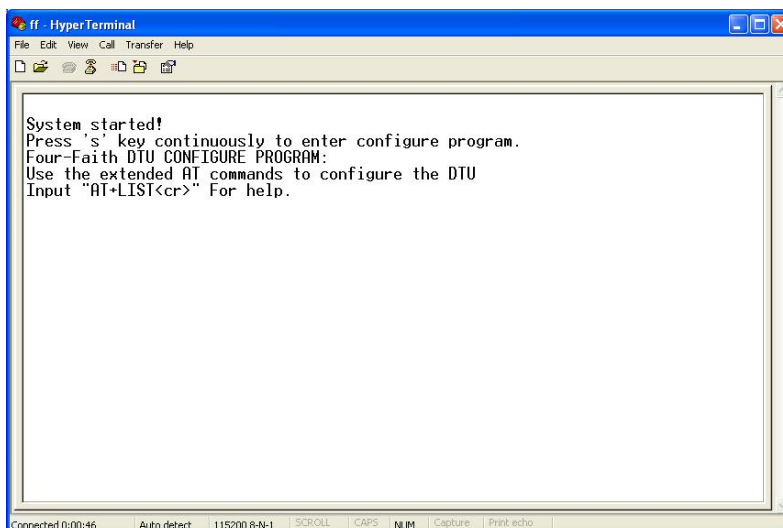 ff - HyperTerminal
File Edit View Call Transfer Help
System started!
Press 's' key continuously to enter configure program.
Four-Faith DTU CONFIGURE PROGRAM:
Use the extended AT commands to configure the DTU
Input "AT+LIST<cr>" For help.
Connected 0:00:46 Auto detect 115200 8-N-1 SCROLL CAPS NUM Capture Print echo